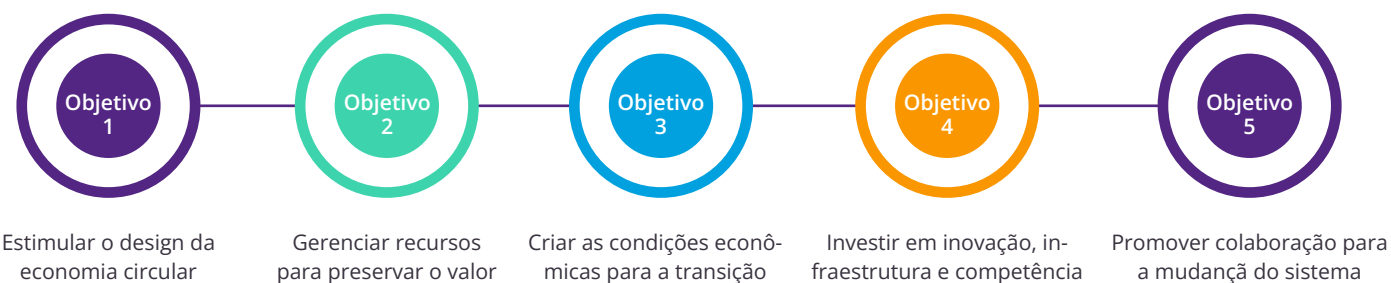 Objetivo
1
Objetivo
2
Objetivo
3
Objetivo
4
Objetivo
5
Estimular o design da
economia circular
Gerenciar recursos
para preservar o valor
Criar as condições econô-
micas para a transição
Investir em inovação, in-
fraestrutura e competência
Promover colaboração para
a mudançã do sistema